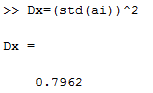 >> Dx=(std(ai))^2
Dx =
0.7962